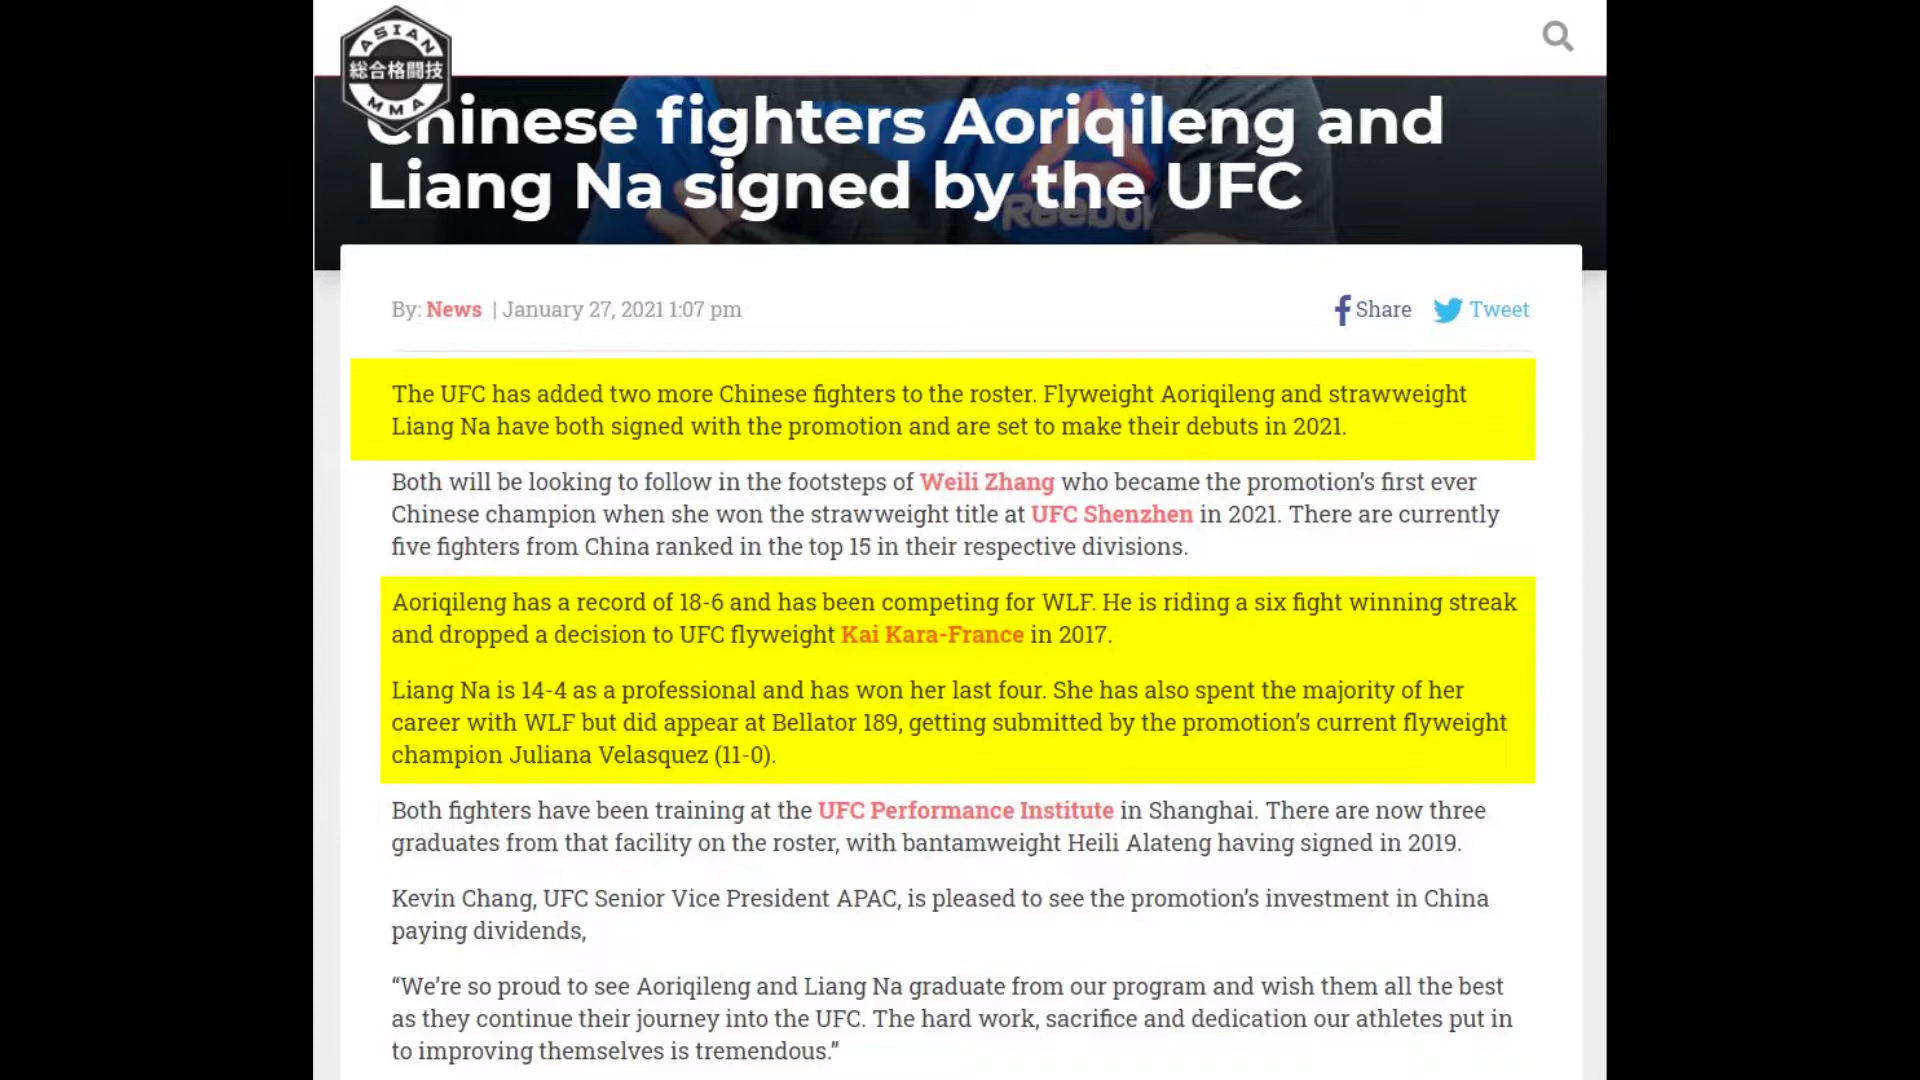 ASIAN
総合格闘技
MMA
Chinese fighters Aoriqileng and
Liang Na signed by the UFC
Reebok
By: News | January 27, 2021 1:07 pm
Share Tweet
The UFC has added two more Chinese fighters to the roster. Flyweight Aoriqileng and strawweight
Liang Na have both signed with the promotion and are set to make their debuts in 2021.
Both will be looking to follow in the footsteps of Weili Zhang who became the promotion’s first ever
Chinese champion when she won the strawweight title at UFC Shenzhen in 2021. There are currently
five fighters from China ranked in the top 15 in their respective divisions.
Aoriqileng has a record of 18-6 and has been competing for WLF. He is riding a six fight winning streak
and dropped a decision to UFC flyweight Kai Kara-France in 2017.
Liang Na is 14-4 as a professional and has won her last four. She has also spent the majority of her
career with WLF but did appear at Bellator 189, getting submitted by the promotion’s current flyweight
champion Juliana Velasquez (11-0).
Both fighters have been training at the UFC Performance Institute in Shanghai. There are now three
graduates from that facility on the roster, with bantamweight Heili Alateng having signed in 2019.
Kevin Chang, UFC Senior Vice President APAC, is pleased to see the promotion’s investment in China
paying dividends,
“We’re so proud to see Aoriqileng and Liang Na graduate from our program and wish them all the best
as they continue their journey into the UFC. The hard work, sacrifice and dedication our athletes put in
to improving themselves is tremendous.”